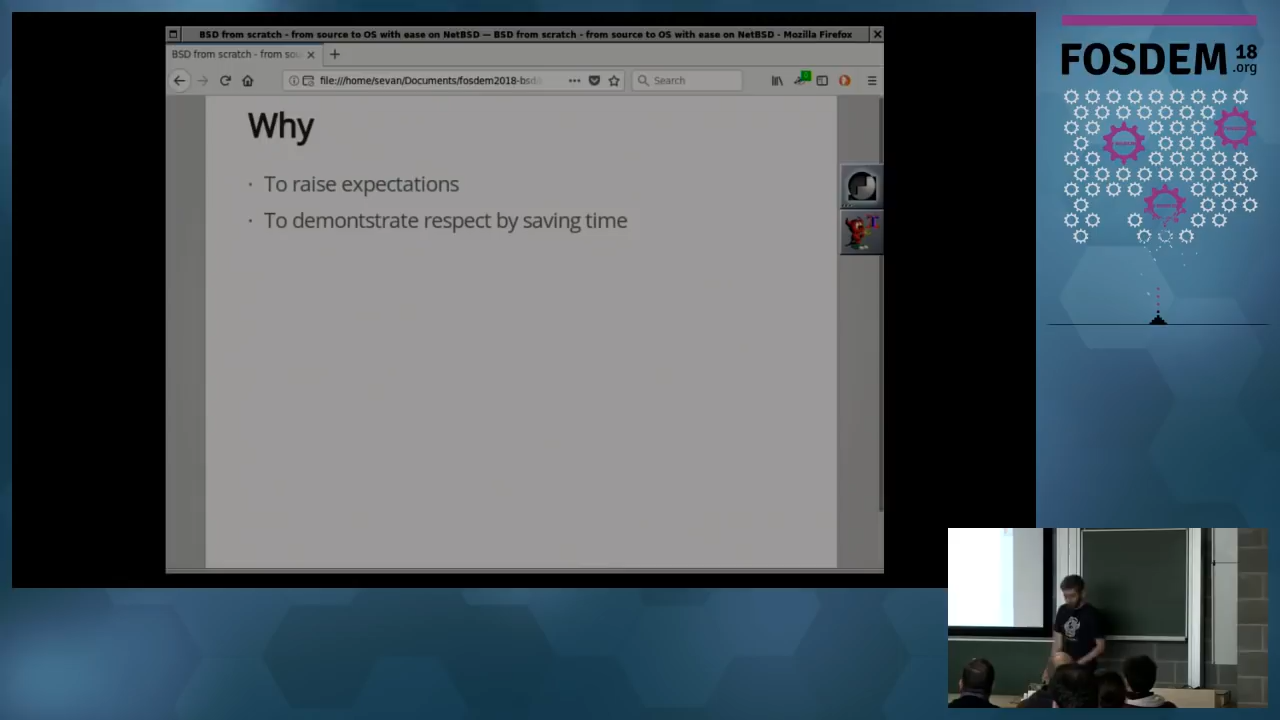 BSD from scratch - from source to OS with ease on NetBSD — BSD from scratch - from source to OS with ease on NetBSD - Mozilla Firefox
BSD from scratch - from sou
file:///home/sevan/Documents/fosdem2018-bsd
Search
Why
· To raise expectations
· To demontstrate respect by saving time
FOSDEM 18
.org